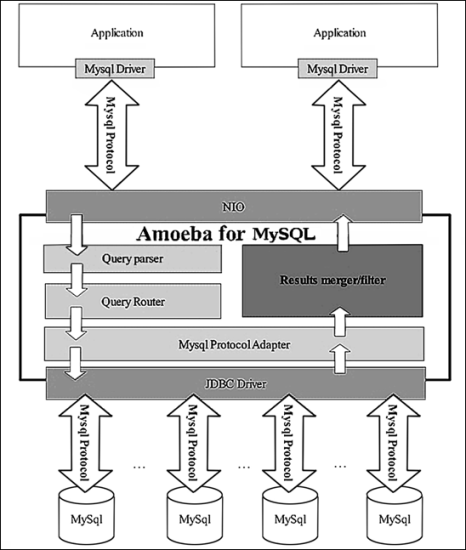 Application
Application
Mysql Driver
Mysql Driver
Mysql Protocol
Mysql Protocol
NIO
Amoeba for MySQL
Query parser
Query Router
Results merger/filter
Mysql Protocol Adapter
JDBC Driver
Mysql Protocol
Mysql Protocol
Mysql Protocol
Mysql Protocol
...
...
...
MySql
MySql
MySql
MySql